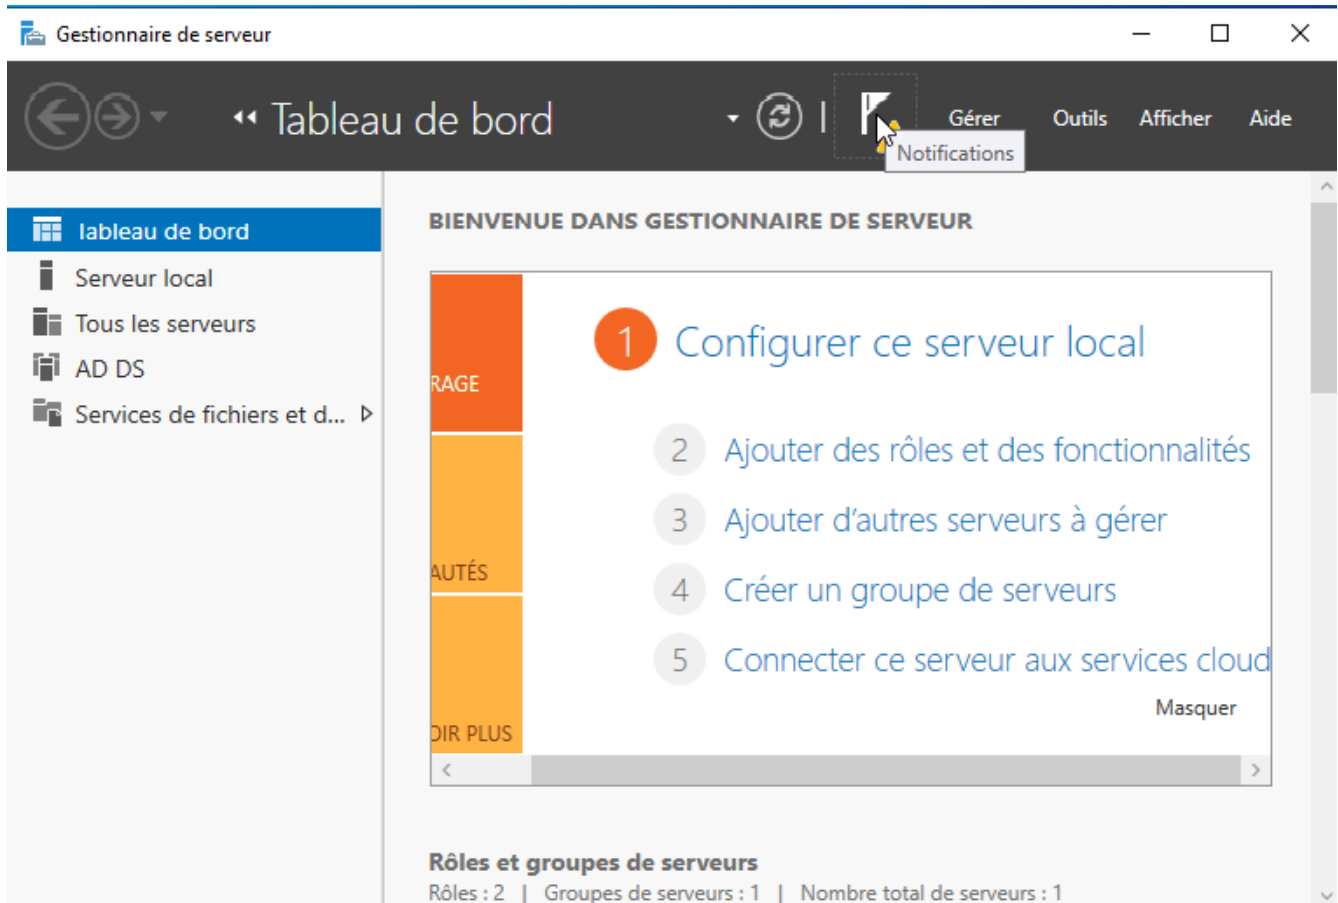 Gestionnaire de serveur
Tableau de bord
Gérer
Outils
Afficher
Aide
Notifications
Tableau de bord
Serveur local
Tous les serveurs
AD DS
Services de fichiers et d...
BIENVENUE DANS GESTIONNAIRE DE SERVEUR
RAGE
AUTÉS
OIR PLUS
1 Configurer ce serveur local
2 Ajouter des rôles et des fonctionnalités
3 Ajouter d’autres serveurs à gérer
4 Créer un groupe de serveurs
5 Connecter ce serveur aux services cloud
Masquer
Rôles et groupes de serveurs
Rôles : 2 | Groupes de serveurs : 1 | Nombre total de serveurs : 1